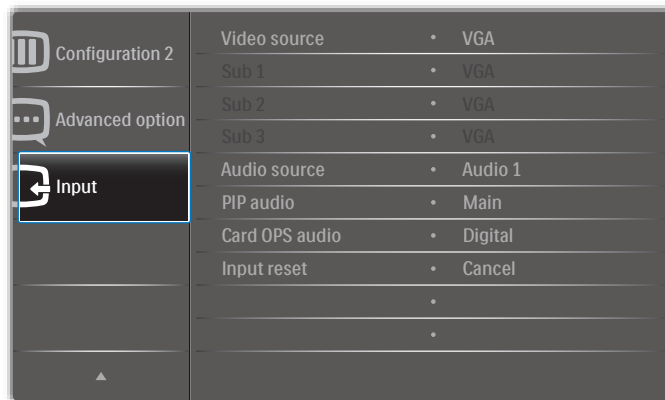 Configuration 2
Advanced option
Input
Video source • VGA
Sub 1 • VGA
Sub 2 • VGA
Sub 3 • VGA
Audio source • Audio 1
PIP audio • Main
Card OPS audio • Digital
Input reset • Cancel
•
•